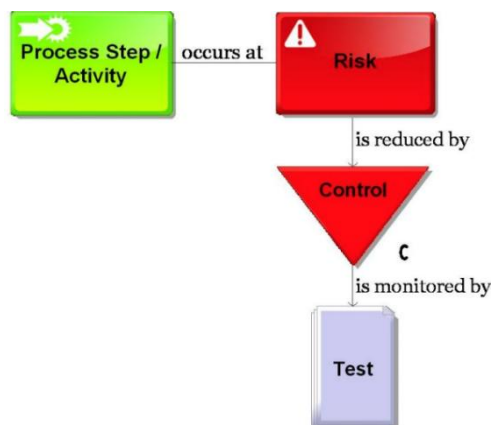 Process Step /
Activity
occurs at
Risk
is reduced by
Control
C
is monitored by
Test